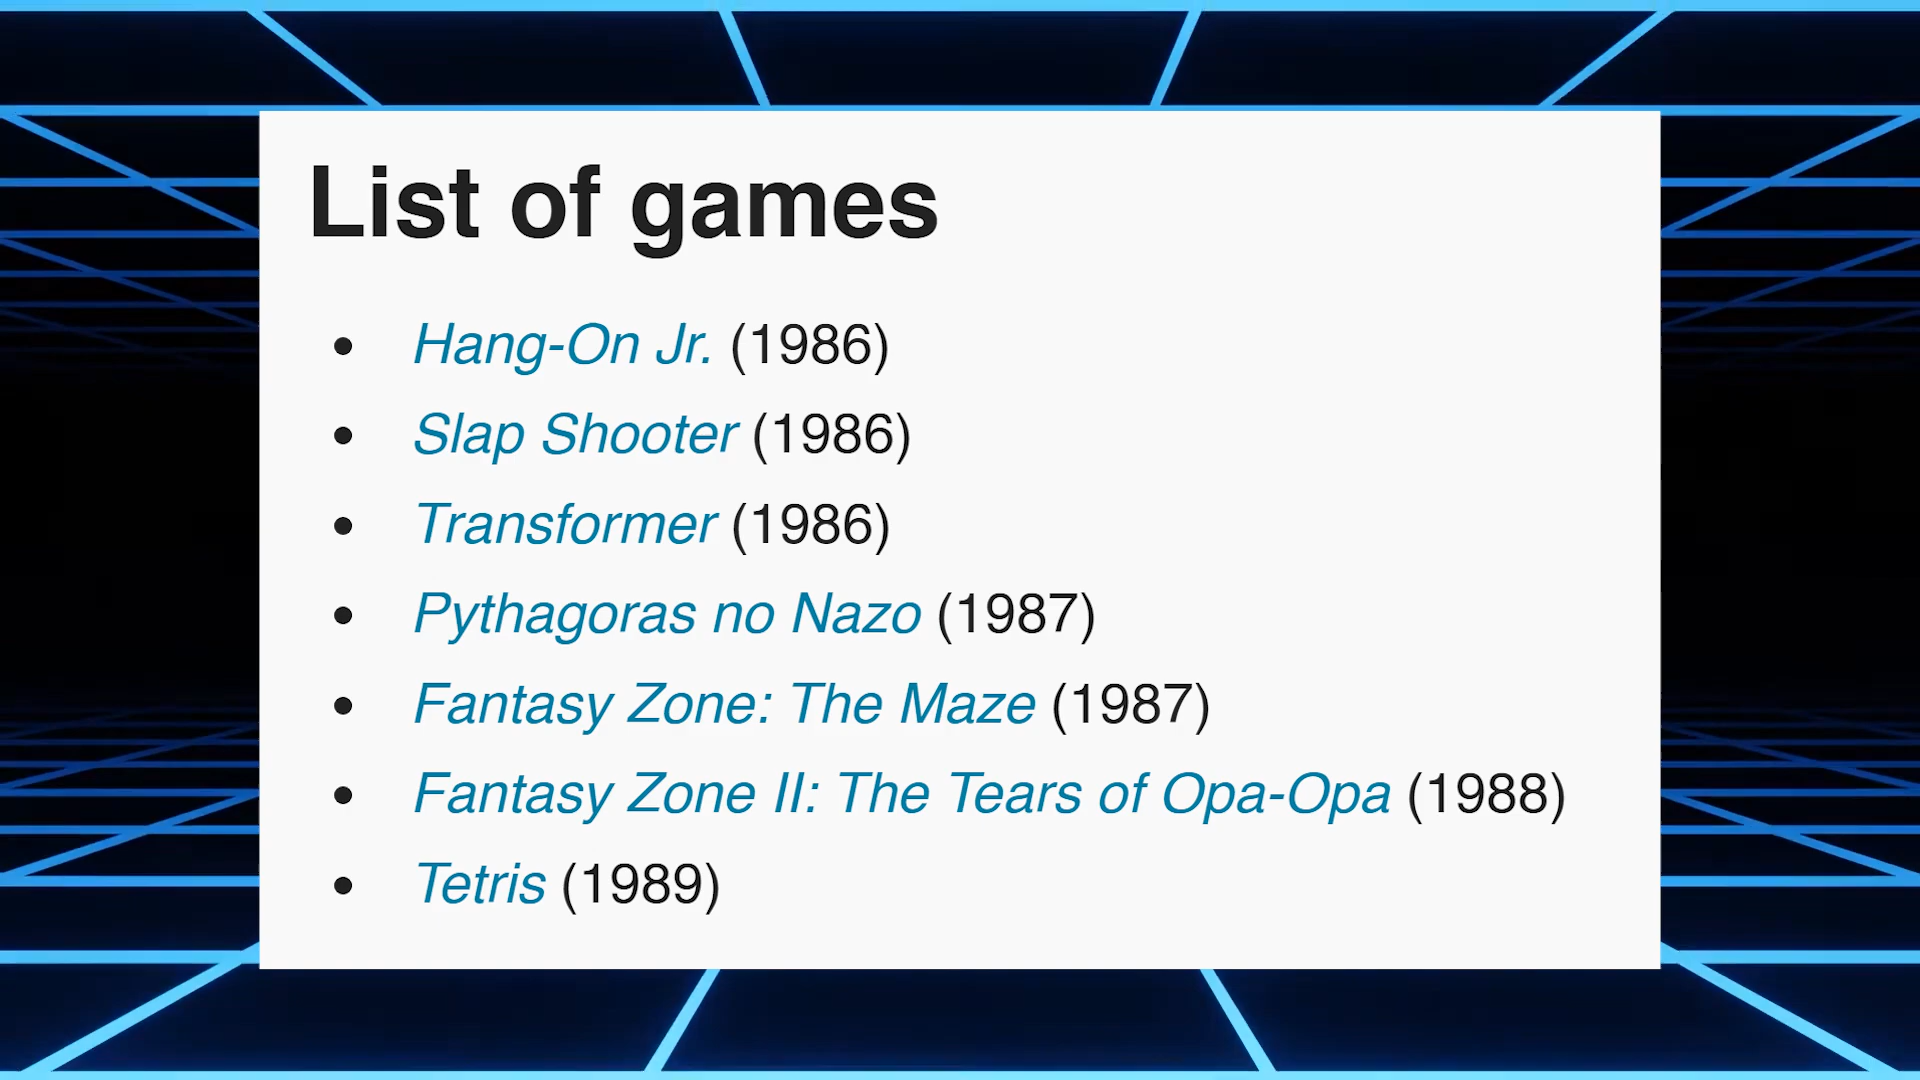 List of games
• Hang-On Jr. (1986)
• Slap Shooter (1986)
• Transformer (1986)
• Pythagoras no Nazo (1987)
• Fantasy Zone: The Maze (1987)
• Fantasy Zone II: The Tears of Opa-Opa (1988)
• Tetris (1989)